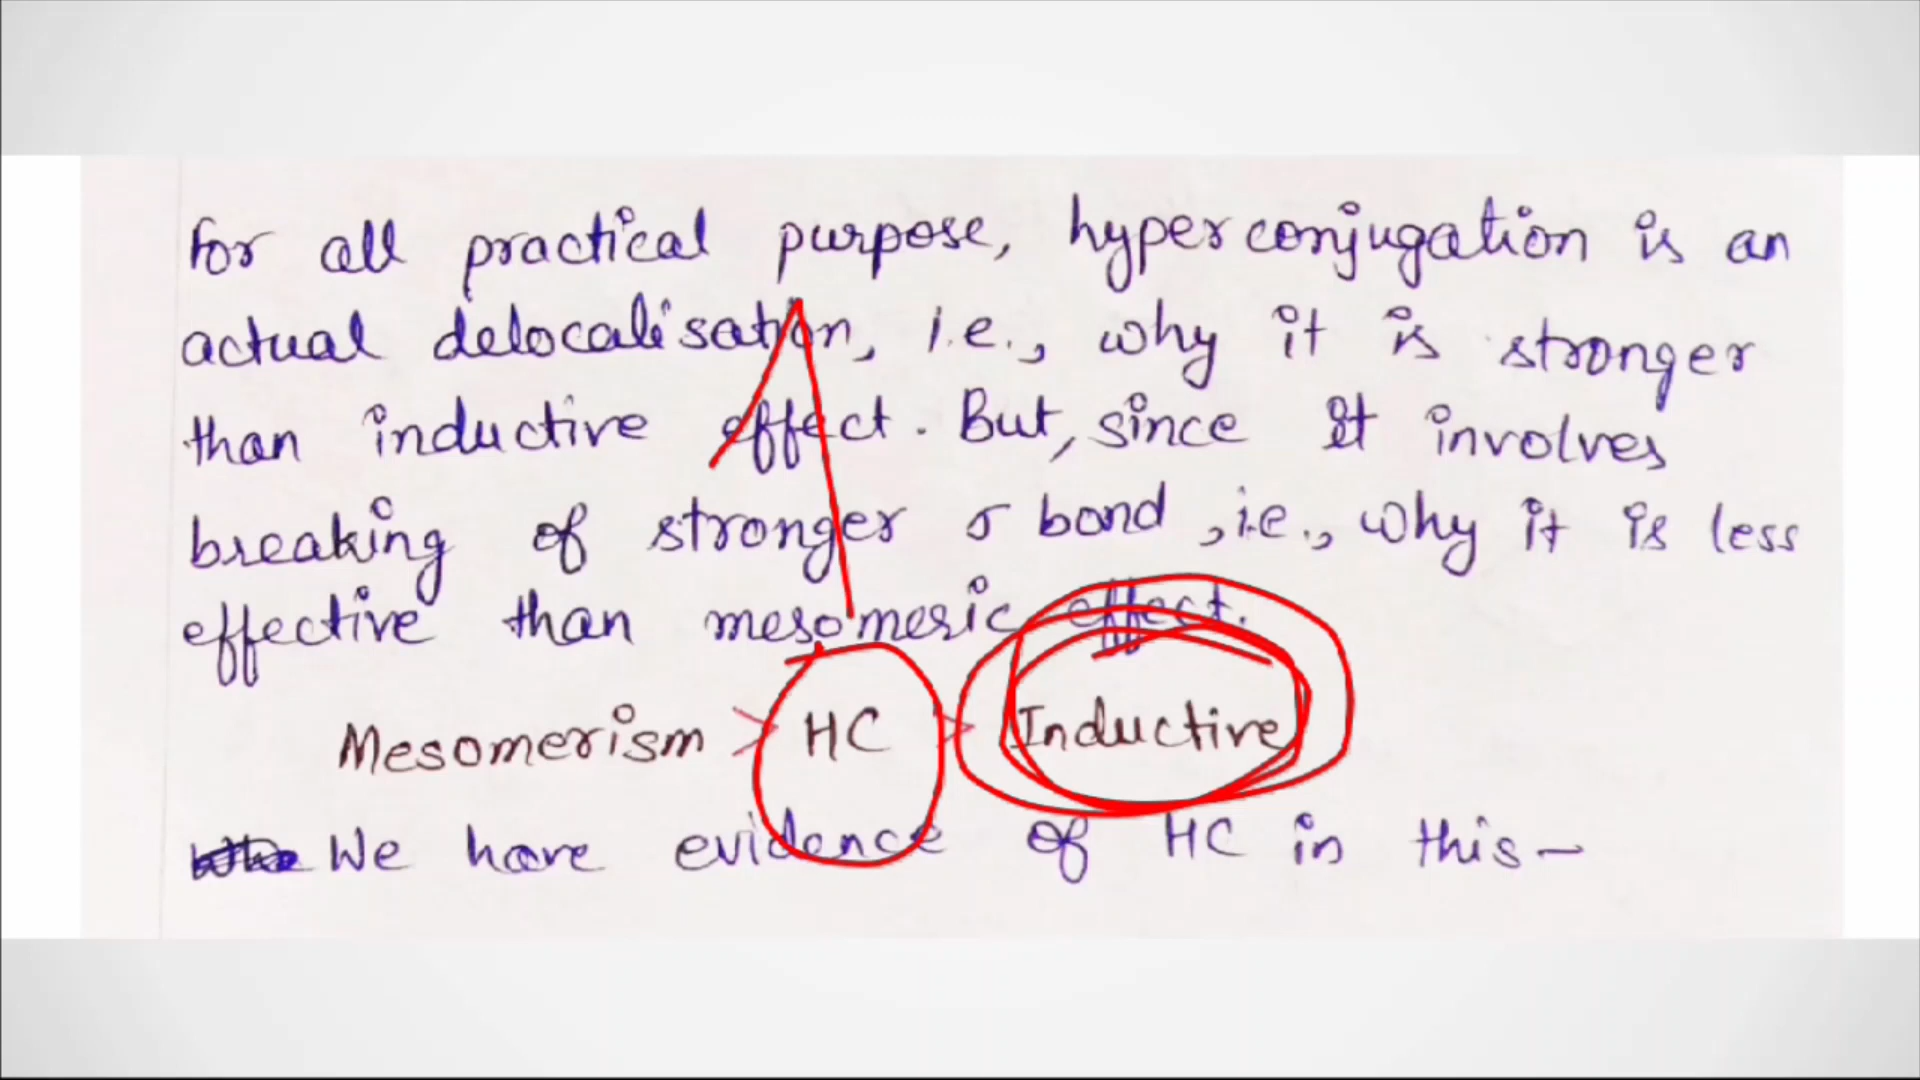 For all practical purpose, hyperconjugation is an
actual delocalisation, i.e., why it is stronger
than inductive effect. But, since it involves
breaking of stronger σ bond, i.e., why it is less
effective than mesomeric effect.
Mesomerism > HC > Inductive
We have evidence of HC in this-